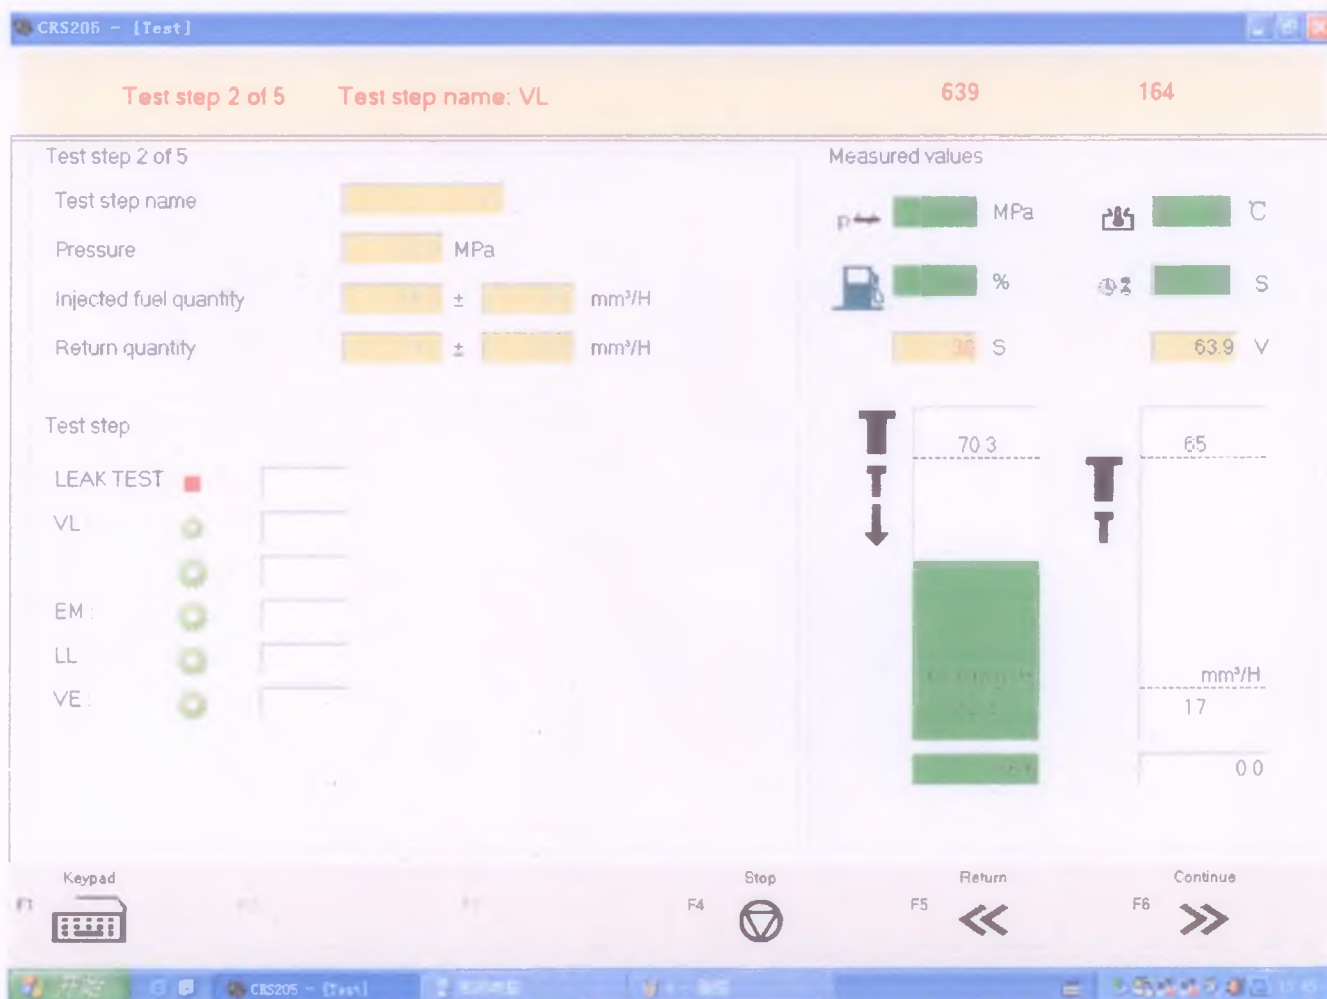 CRS205 - [Test]
Test step 2 of 5 Test step name: VL 639 164
Test step 2 of 5
Test step name
Pressure MPa
Injected fuel quantity ± mm³/H
Return quantity ± mm³/H
Measured values
MPa ℃
% S
S 63.9 V
Test step
LEAK TEST
VL
EM :
LL
VE :
70 3
65
mm³/H
17
0 0
Keypad
F1
Stop
F4
Return
F5
Continue
F6
开始 CRS205 - [Test]